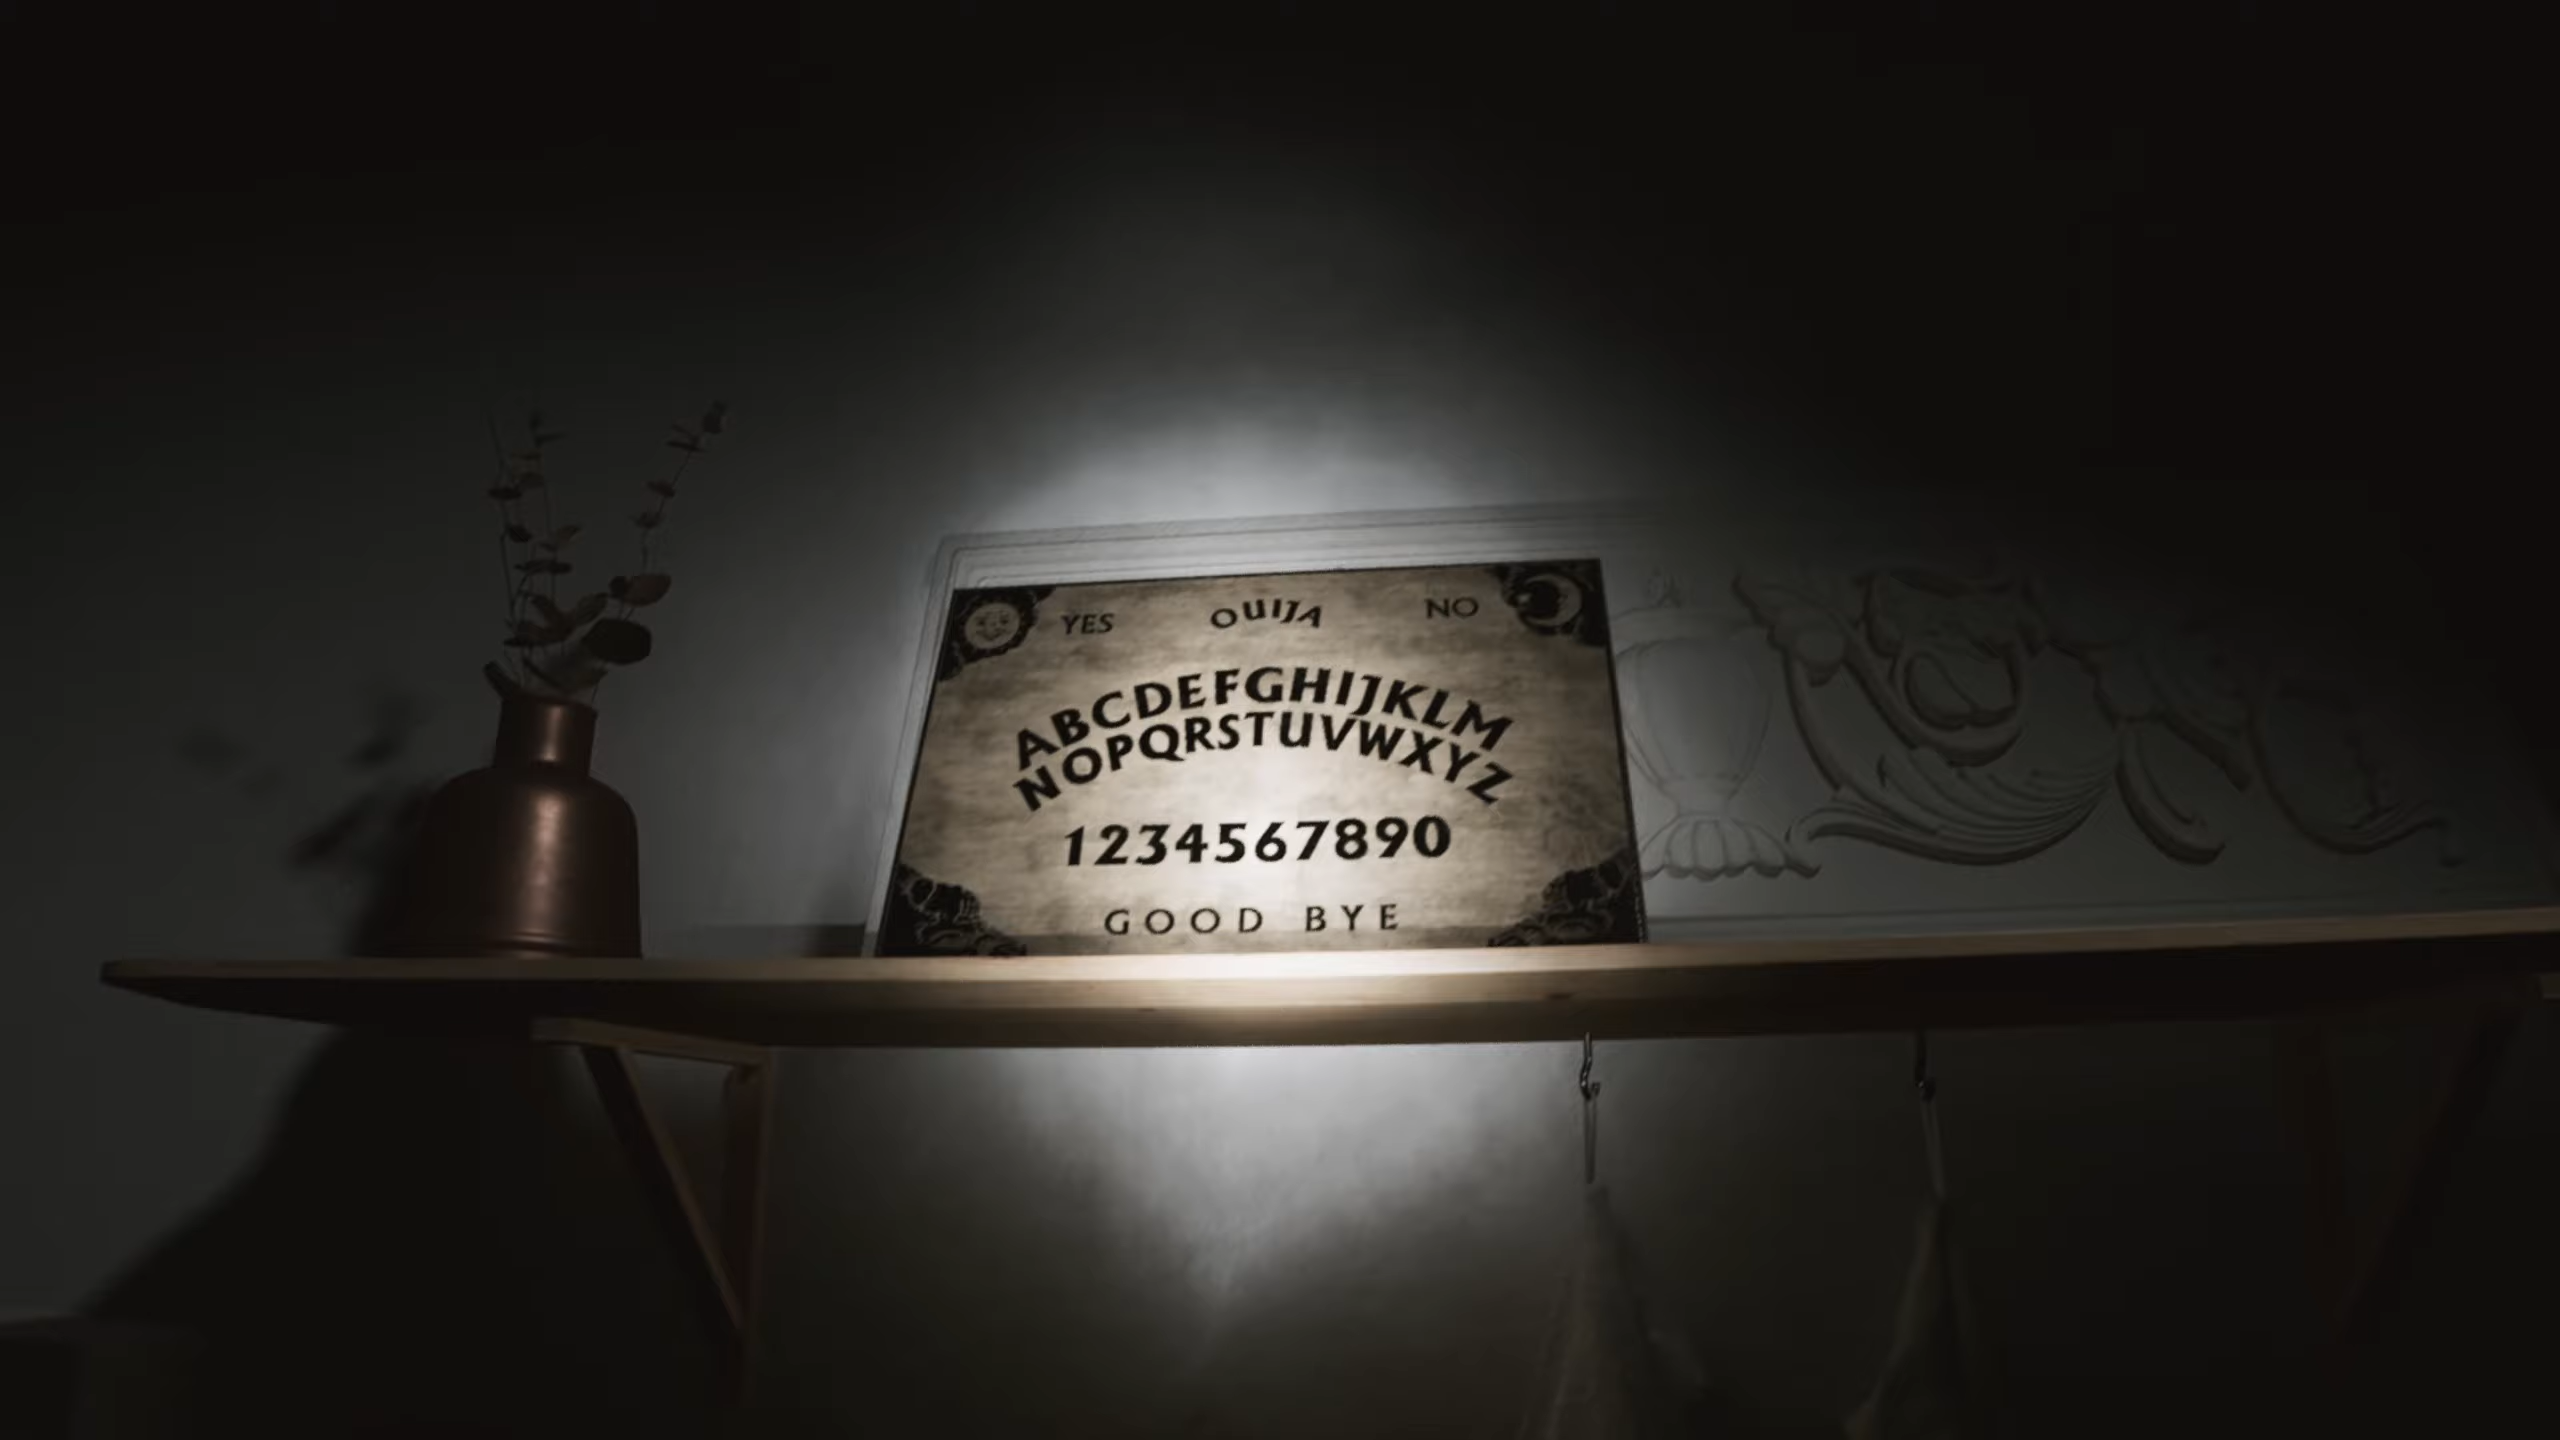 YES OUIJA NO
ABCDEFGHIJKLM
NOPQRSTUVWXYZ
1234567890
GOOD BYE